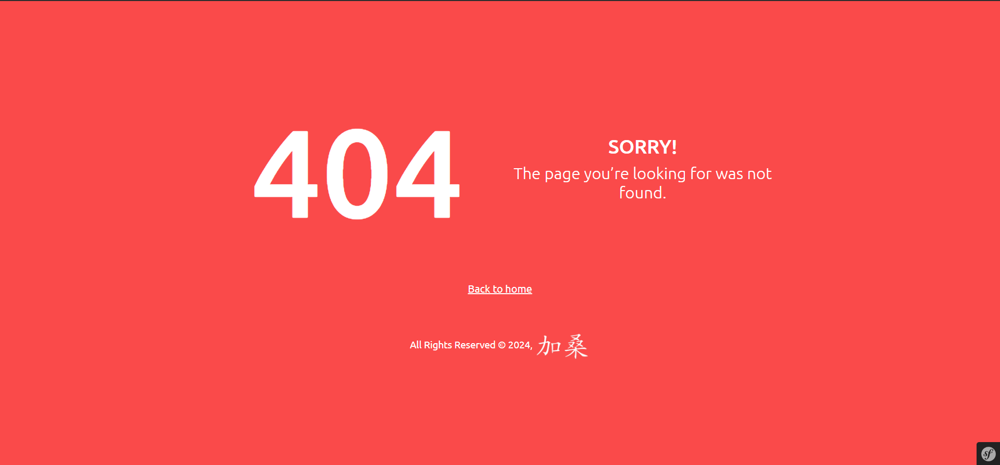 404
SORRY!
The page you’re looking for was not
found.
Back to home
All Rights Reserved © 2024, 加桑
sf